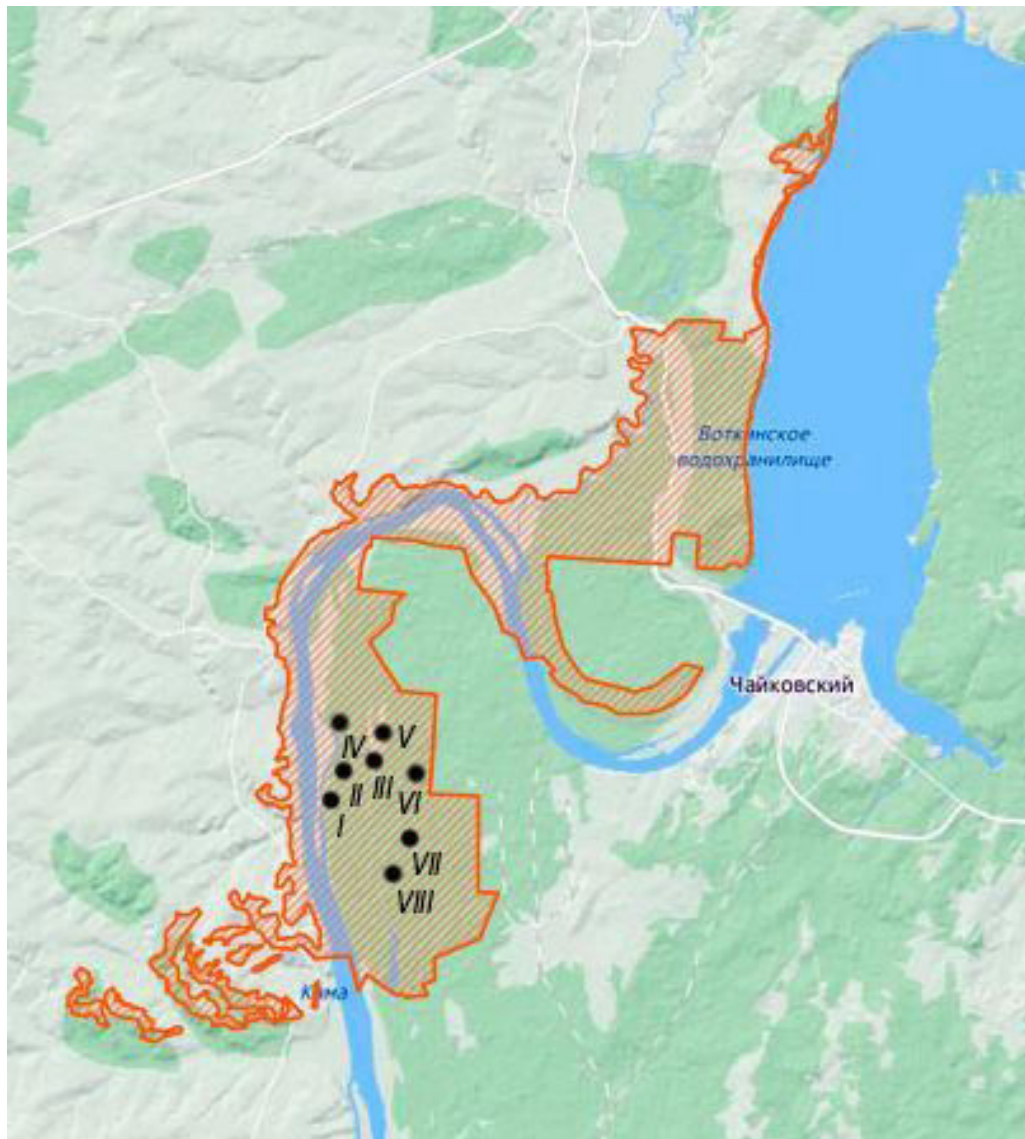 Воткинское
водохранилище
Чайковский
IV
V
III
II
VI
I
VII
VIII
Кама